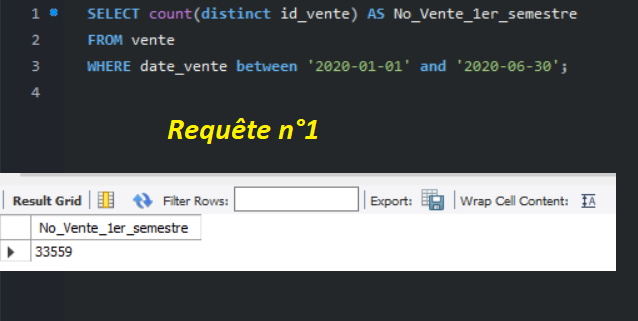 1 SELECT count(distinct id_vente) AS No_Vente_1er_semestre
2 FROM vente
3 WHERE date_vente between '2020-01-01' and '2020-06-30';
4
Requête n°1
Result Grid Filter Rows: Export: Wrap Cell Content: IA
No_Vente_1er_semestre
33559